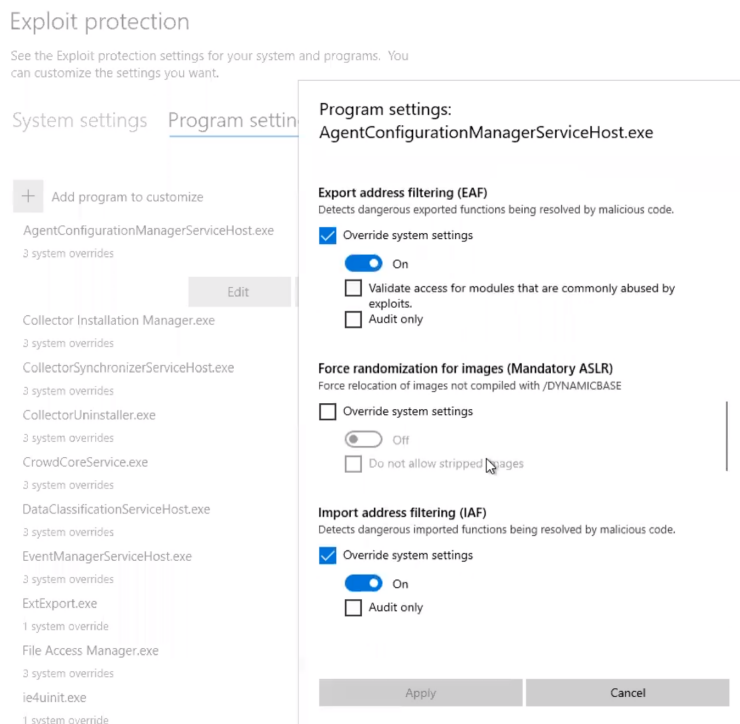 Exploit protection
See the Exploit protection settings for your system and programs. You
can customize the settings you want.
System settings
Program settin
Add program to customize
AgentConfigurationManagerServiceHost.exe
3 system overrides
Edit
Collector Installation Manager.exe
3 system overrides
CollectorSynchronizerServiceHost.exe
3 system overrides
CollectorUninstaller.exe
3 system overrides
CrowdCoreService.exe
3 system overrides
DataClassificationServiceHost.exe
3 system overrides
EventManagerServiceHost.exe
3 system overrides
ExtExport.exe
1 system override
File Access Manager.exe
3 system overrides
ie4uinit.exe
1 system override
Program settings:
AgentConfigurationManagerServiceHost.exe
Export address filtering (EAF)
Detects dangerous exported functions being resolved by malicious code.
Override system settings
On
Validate access for modules that are commonly abused by
exploits.
Audit only
Force randomization for images (Mandatory ASLR)
Force relocation of images not compiled with /DYNAMICBASE
Override system settings
Off
Do not allow stripped images
Import address filtering (IAF)
Detects dangerous imported functions being resolved by malicious code.
Override system settings
On
Audit only
Apply
Cancel